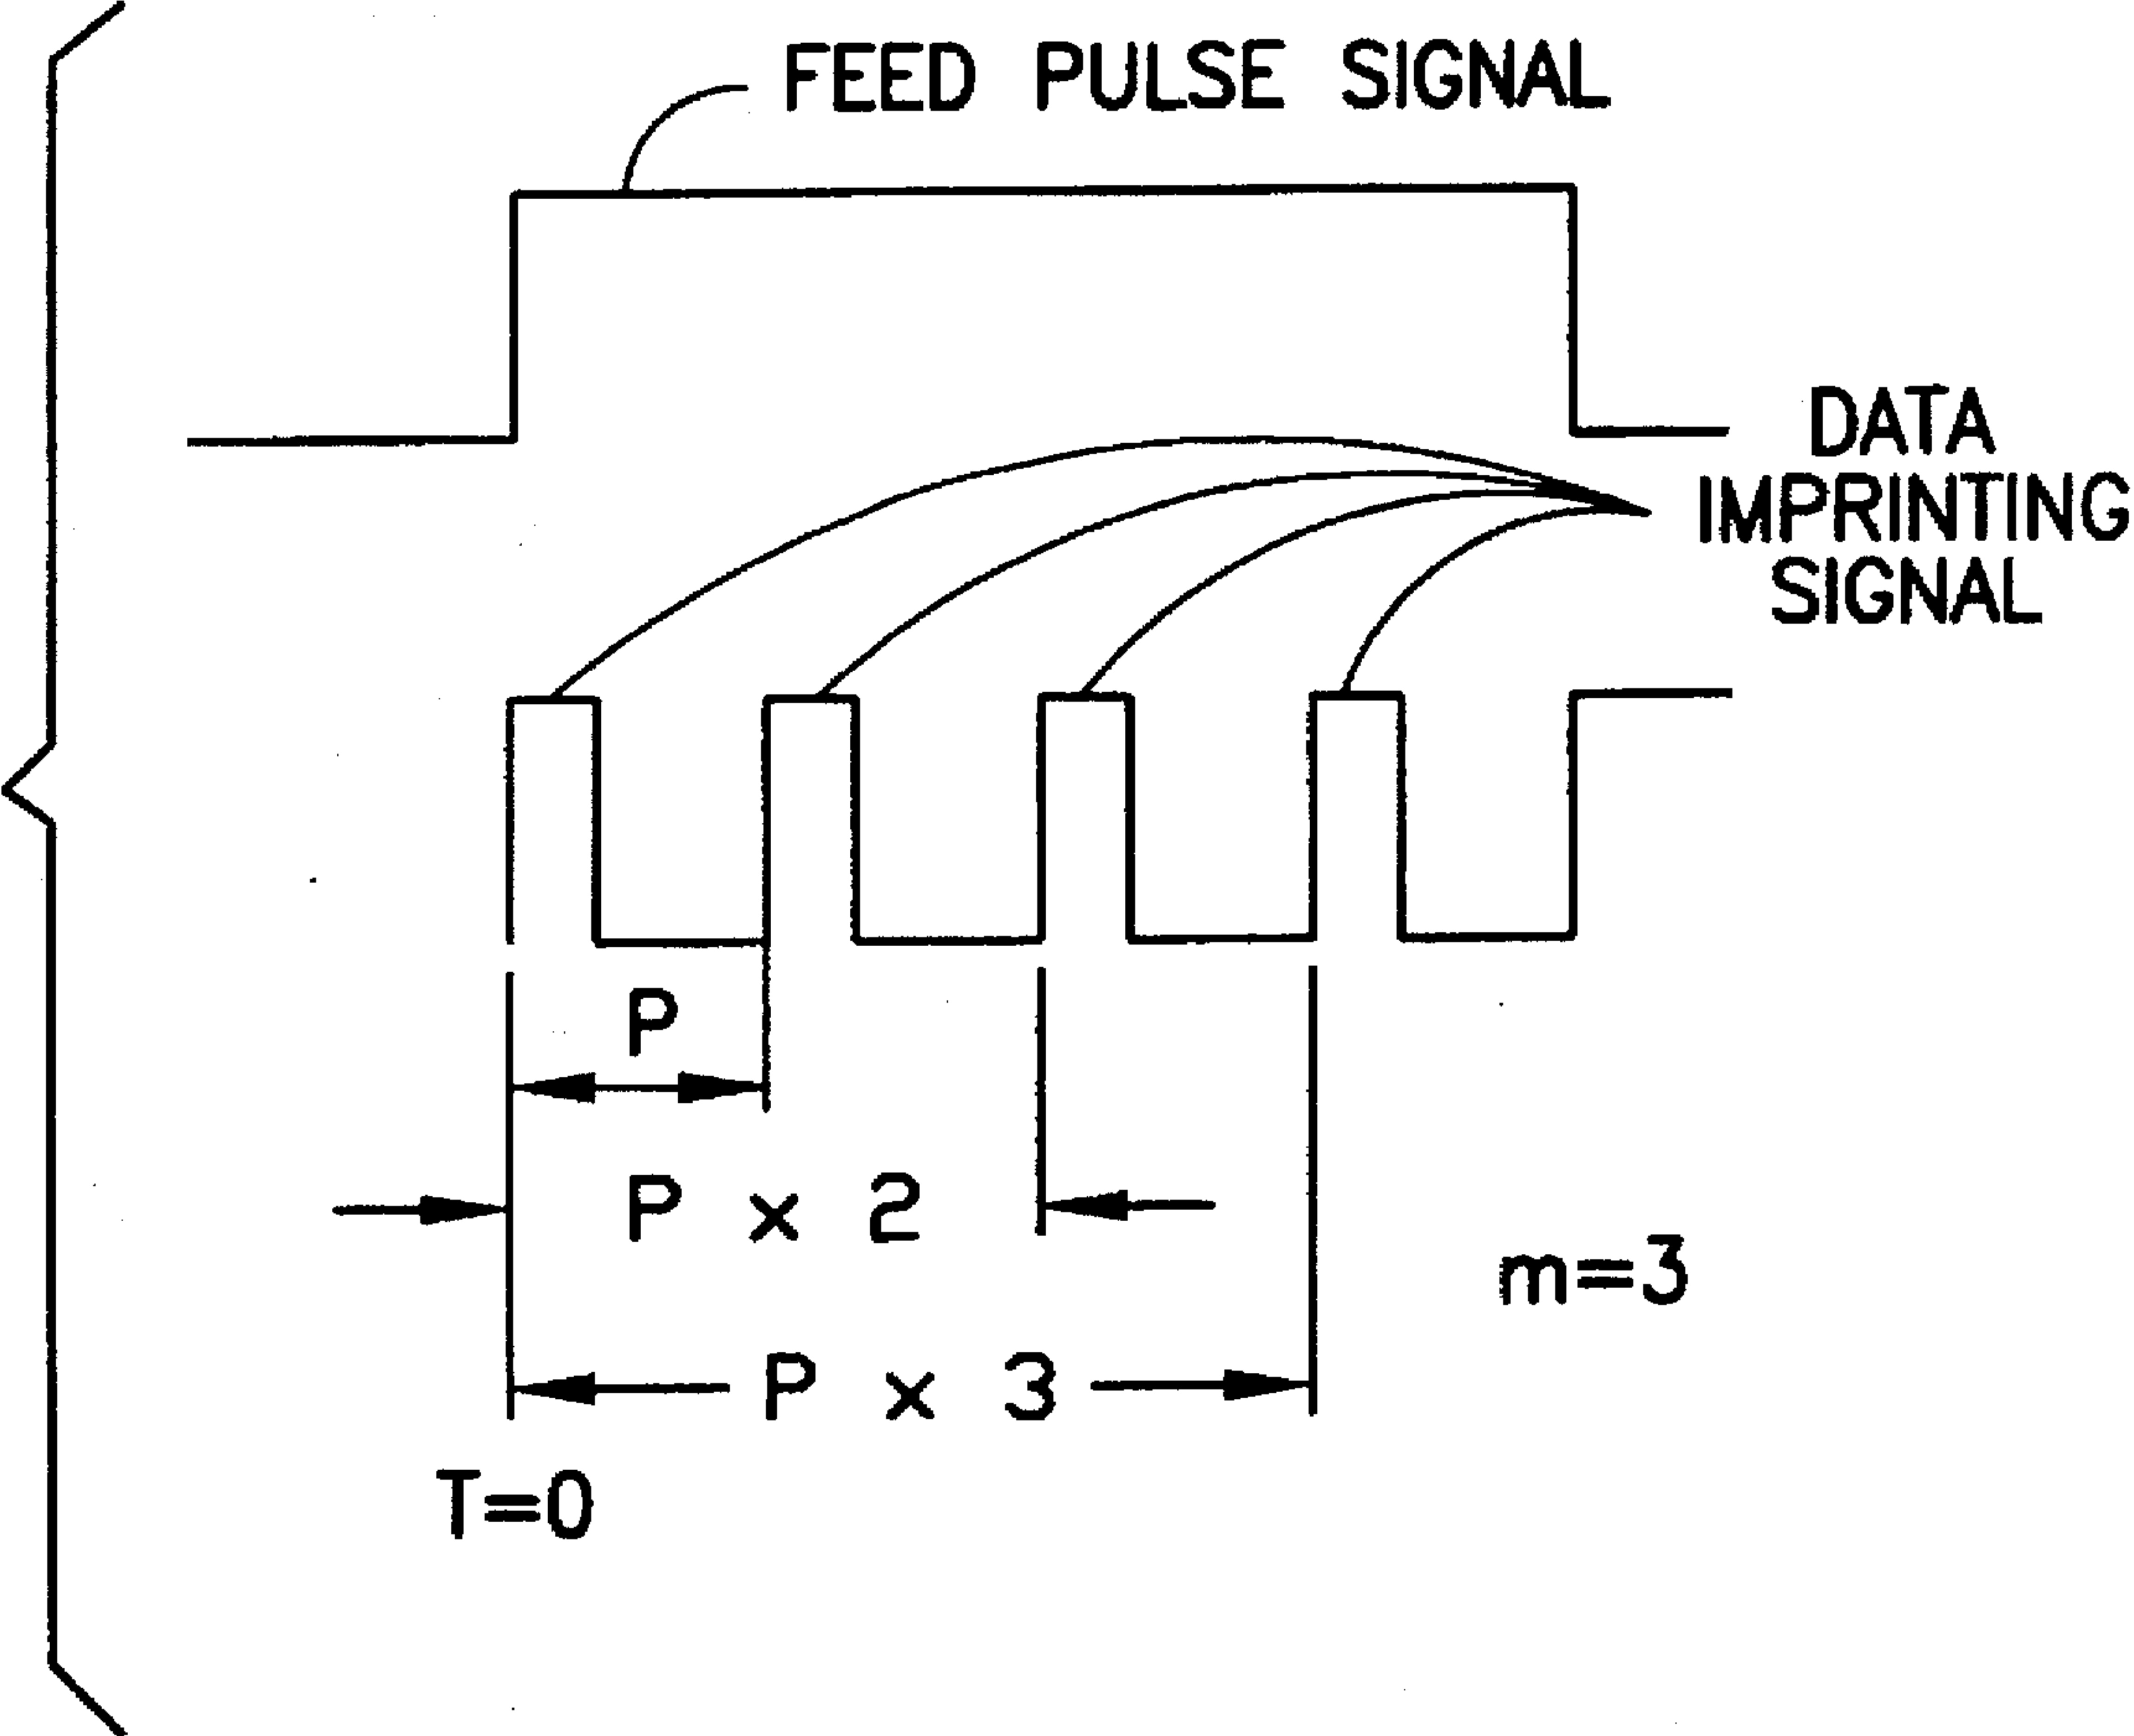 FEED PULSE SIGNAL
DATA
IMPRINTING
SIGNAL
P
P x 2
m=3
P x 3
T=0